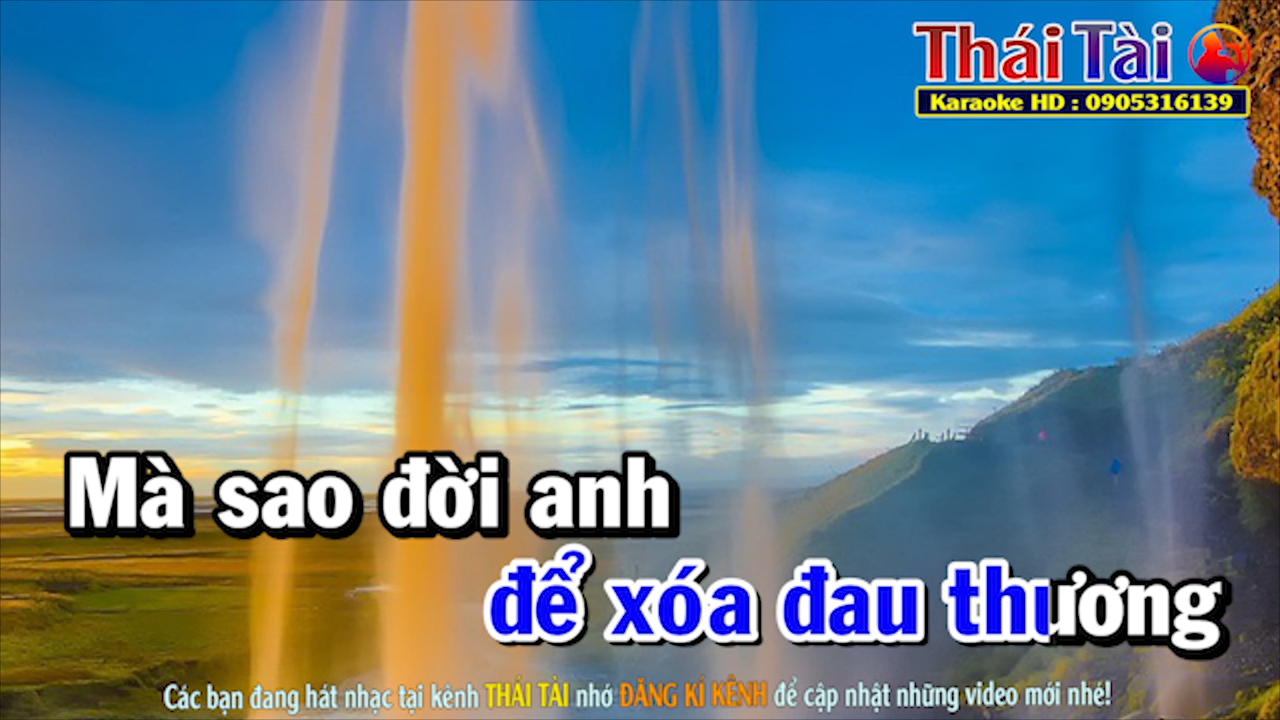 Thái Tài
Karaoke HD : 0905316139
Mà sao đời anh
để xóa đau thương
Các bạn đang hát nhạc tại kênh THÁI TÀI nhớ ĐĂNG KÍ KÊNH để cập nhật những video mới nhé!